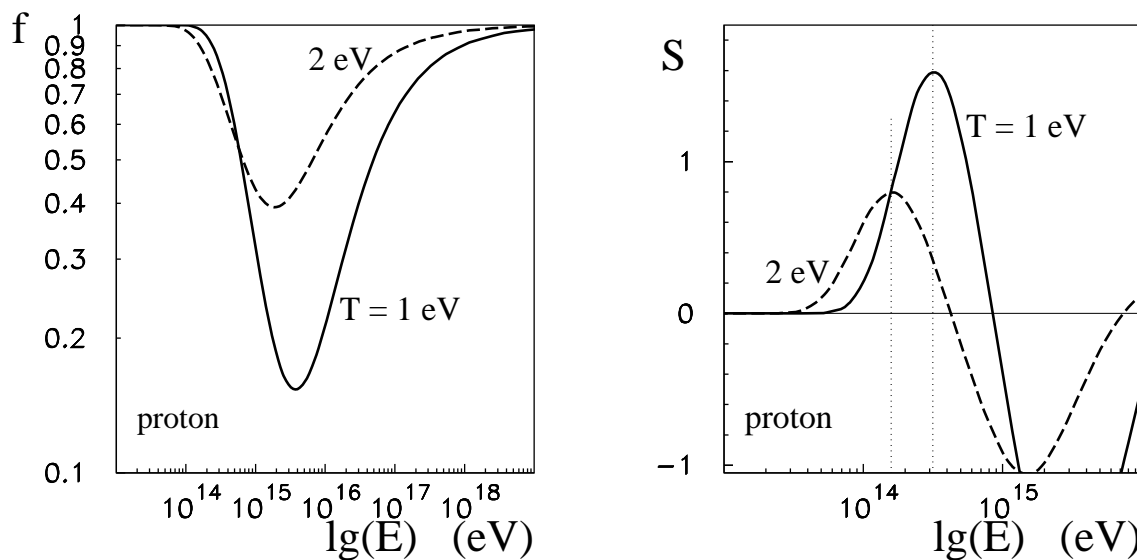 f
1
0.9
0.8
0.7
0.6
0.5
0.4
0.3
0.2
0.1
2 eV
T = 1 eV
proton
10^14 10^15 10^16 10^17 10^18
lg(E) (eV)
S
1
0
-1
T = 1 eV
2 eV
proton
10^14 10^15
lg(E) (eV)